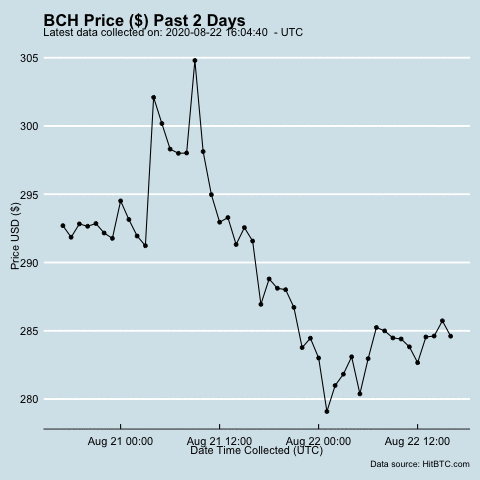 BCH Price ($) Past 2 Days
Latest data collected on: 2020-08-22 16:04:40  - UTC
305
300
295
290
285
280
Price USD ($)
Aug 21 00:00 Aug 21 12:00 Aug 22 00:00 Aug 22 12:00
Date Time Collected (UTC)
Data source: HitBTC.com